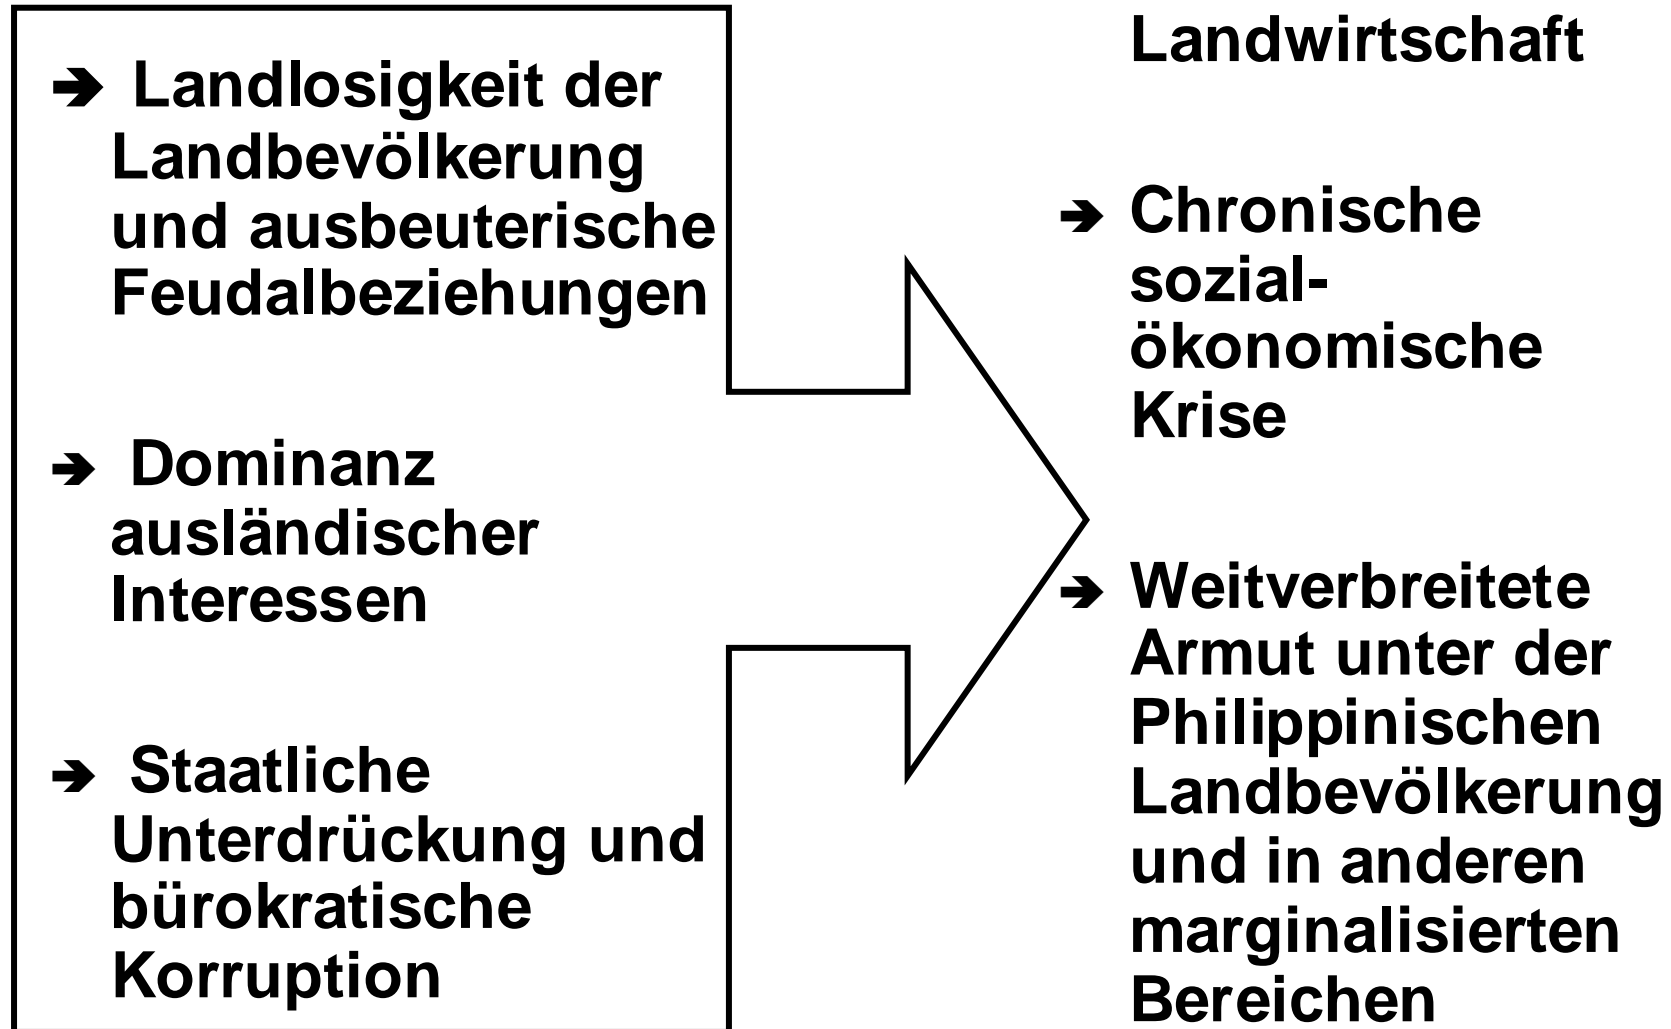 ➔ Landlosigkeit der
Landbevölkerung
und ausbeuterische
Feudalbeziehungen
➔ Dominanz
ausländischer
Interessen
➔ Staatliche
Unterdrückung und
bürokratische
Korruption
Landwirtschaft
➔ Chronische
sozial-
ökonomische
Krise
➔ Weitverbreitete
Armut unter der
Philippinischen
Landbevölkerung
und in anderen
marginalisierten
Bereichen